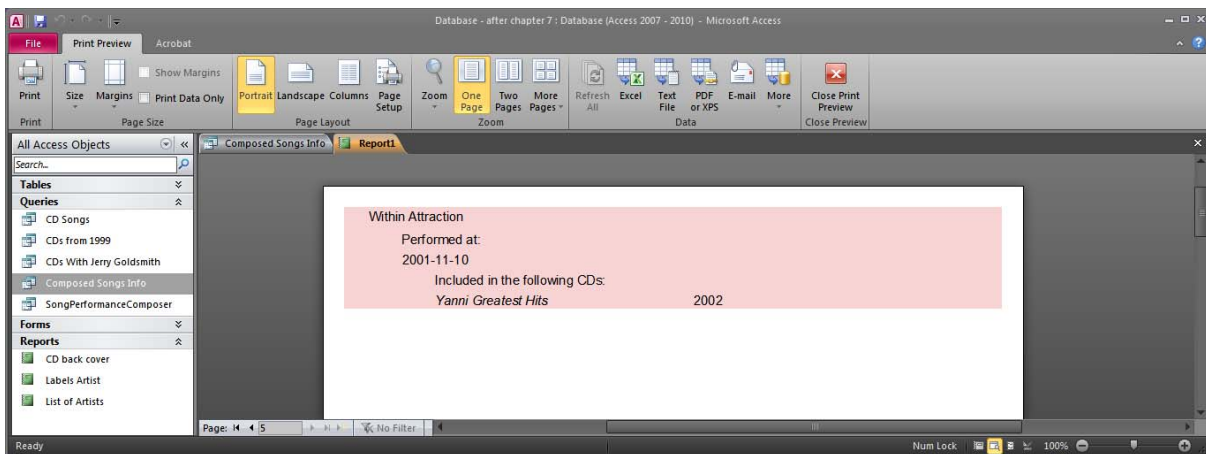 Database - after chapter 7 : Database (Access 2007 - 2010) - Microsoft Access
File Print Preview Acrobat
Print
Size
Margins
Show Margins
Print Data Only
Portrait Landscape Columns Page Setup
Zoom One Page Two Pages More Pages
Refresh All Excel Text File PDF or XPS E-mail More
Close Print Preview
Print Page Size Page Layout Zoom Data Close Preview
All Access Objects
Composed Songs Info Report1
Search...
Tables
Queries
CD Songs
CDs from 1999
CDs With Jerry Goldsmith
Composed Songs Info
SongPerformanceComposer
Forms
Reports
CD back cover
Labels Artist
List of Artists
Within Attraction
Performed at:
2001-11-10
Included in the following CDs:
Yanni Greatest Hits 2002
Page: 5 No Filter
Ready Num Lock 100%